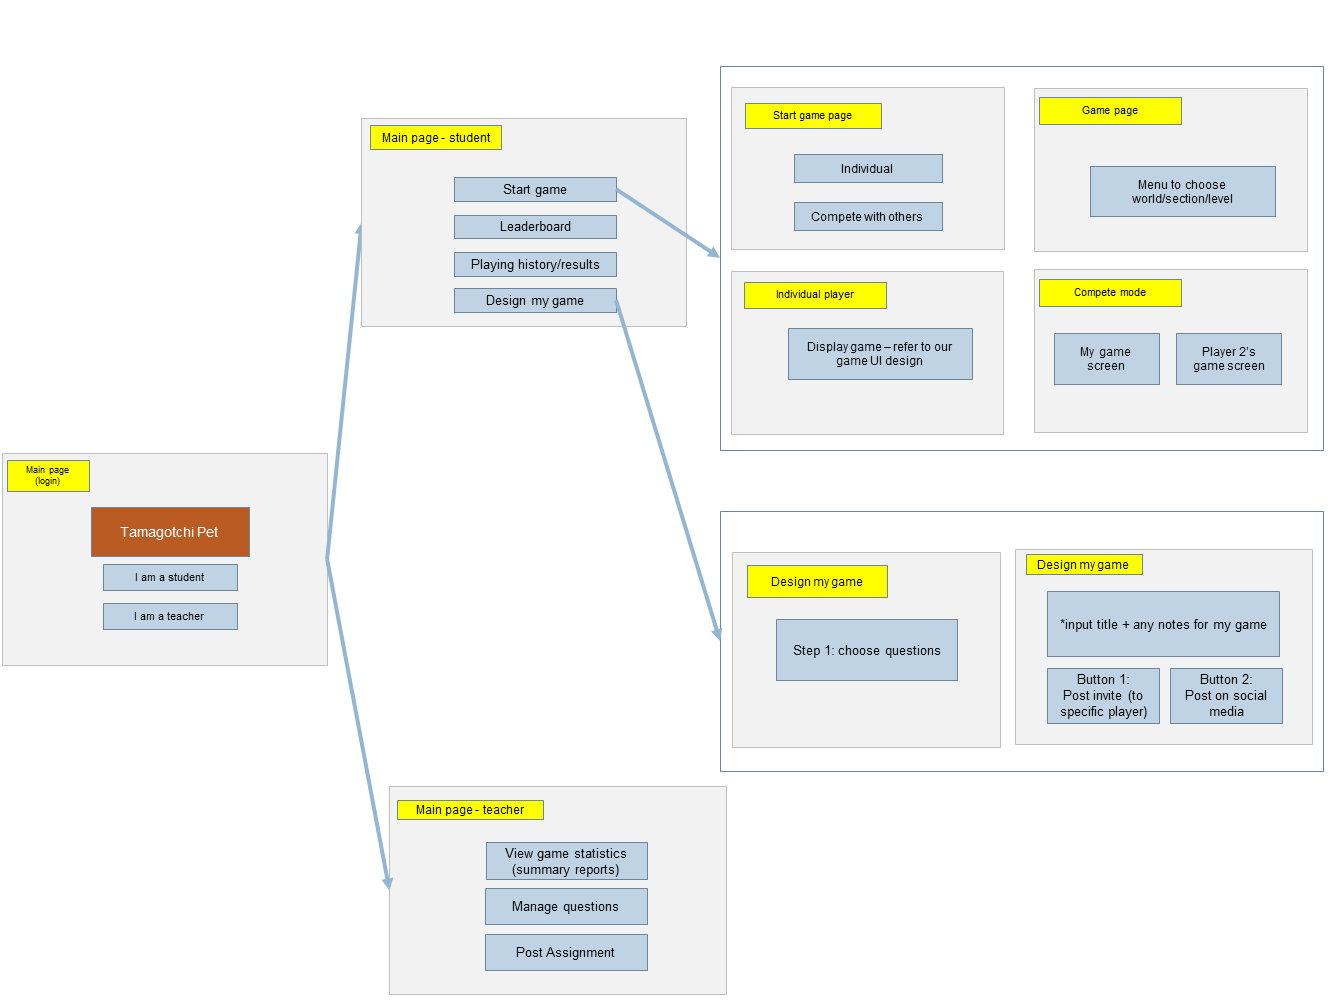 Main page
(login)
Tamagotchi Pet
I am a student
I am a teacher
Main page - student
Start game
Leaderboard
Playing history/results
Design my game
Start game page
Individual
Compete with others
Game page
Menu to choose
world/section/level
Individual player
Display game – refer to our
game UI design
Compete mode
My game
screen
Player 2's
game screen
Design my game
Step 1: choose questions
Design my game
*input title + any notes for my game
Button 1:
Post invite (to
specific player)
Button 2:
Post on social
media
Main page - teacher
View game statistics
(summary reports)
Manage questions
Post Assignment